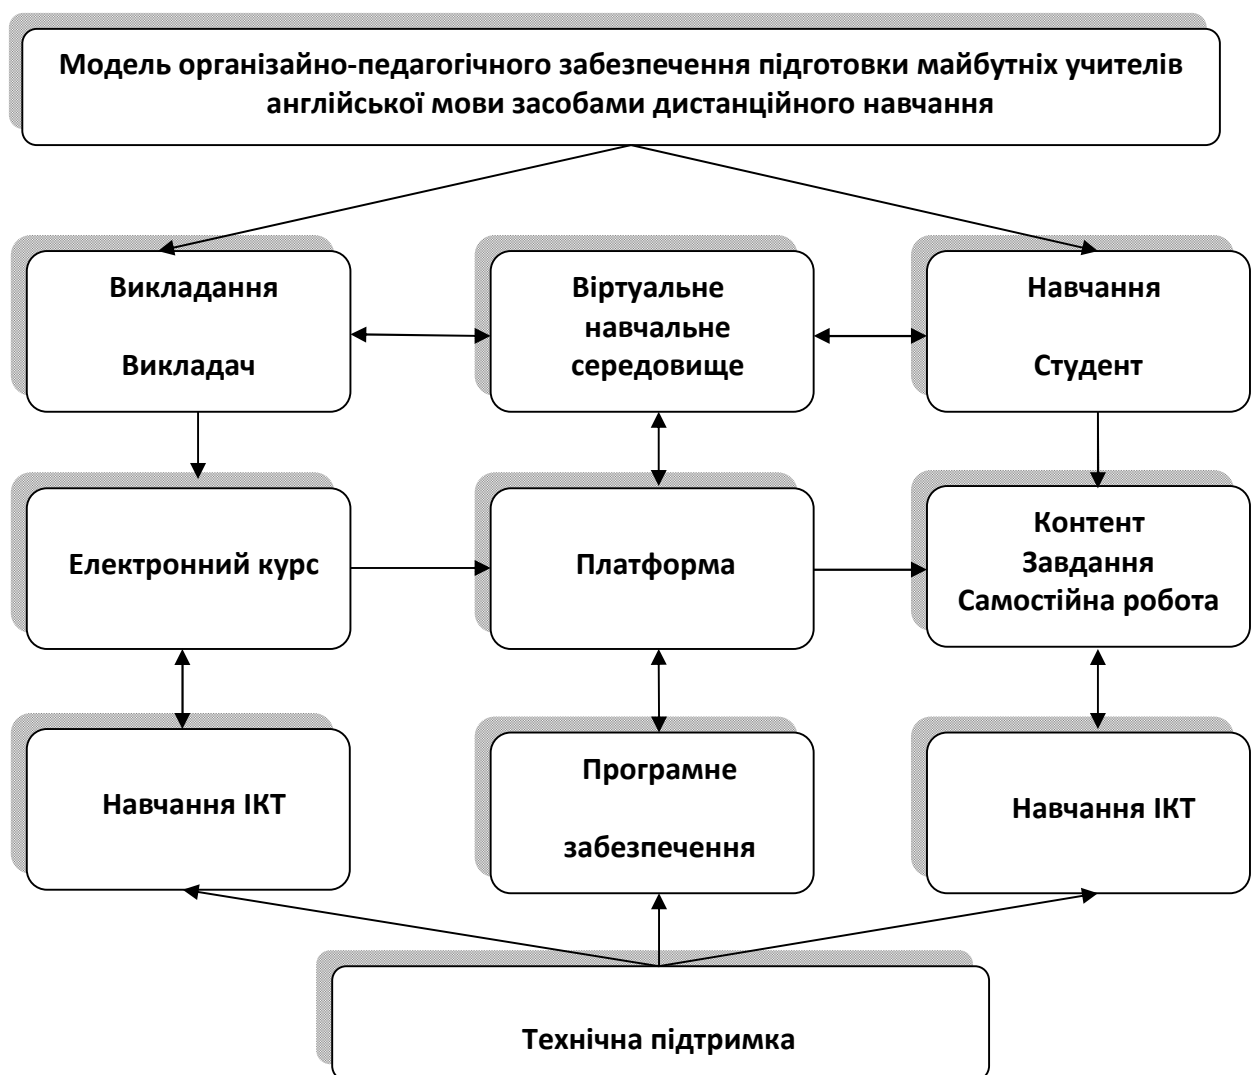 Модель організайно-педагогічного забезпечення підготовки майбутніх учителів
англійської мови засобами дистанційного навчання
Викладання
Викладач
Віртуальне
навчальне
середовище
Навчання
Студент
Електронний курс
Платформа
Контент
Завдання
Самостійна робота
Навчання ІКТ
Програмне
забезпечення
Навчання ІКТ
Технічна підтримка